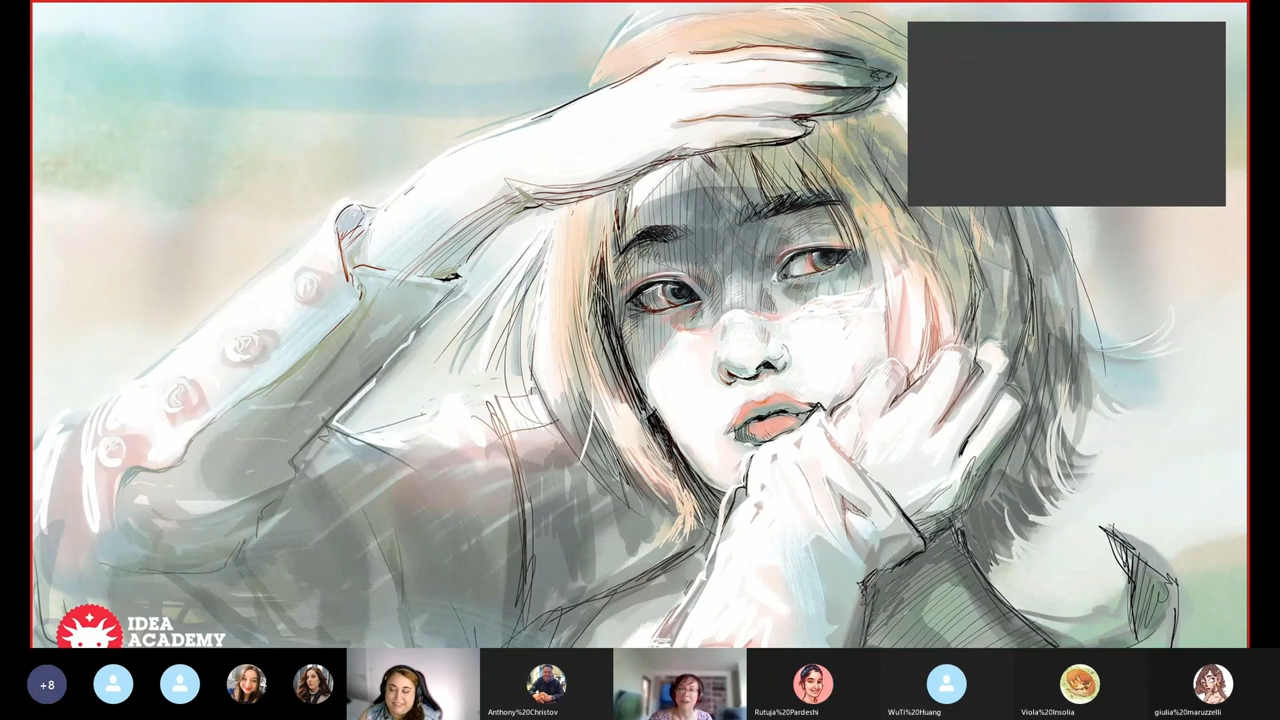 IDEA
ACADEMY
+8
Anthony%20Christov
Rutuja%20Pardeshi
WuTi%20Huang
Viola%20Insolia
giulia%20maruzzelli